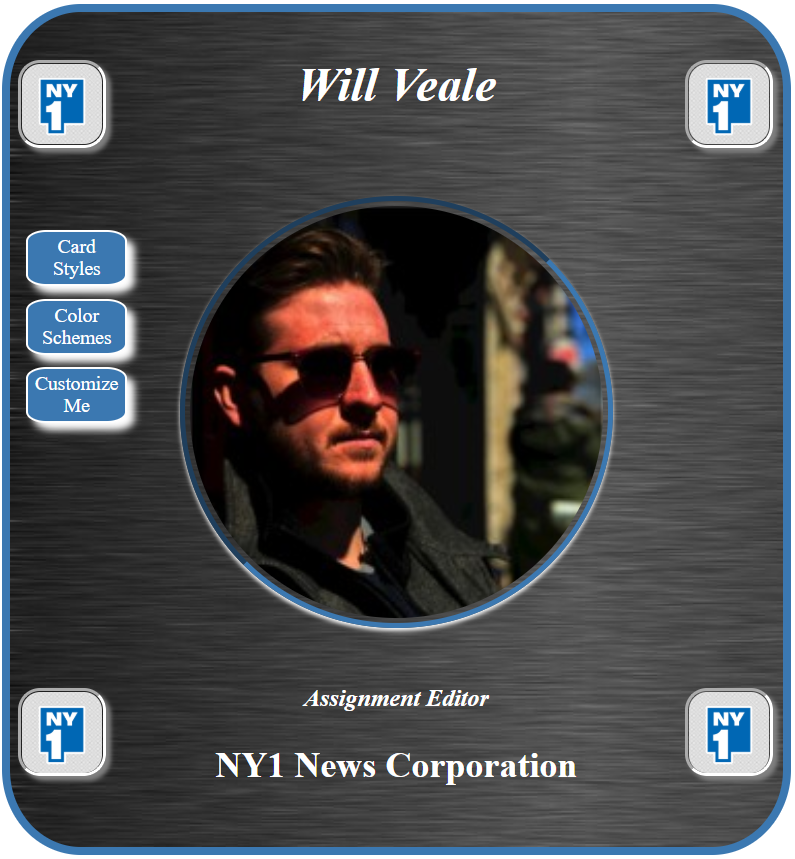 Will Veale
NY
1
NY
1
Card
Styles
Color
Schemes
Customize
Me
Assignment Editor
NY1 News Corporation
NY
1
NY
1